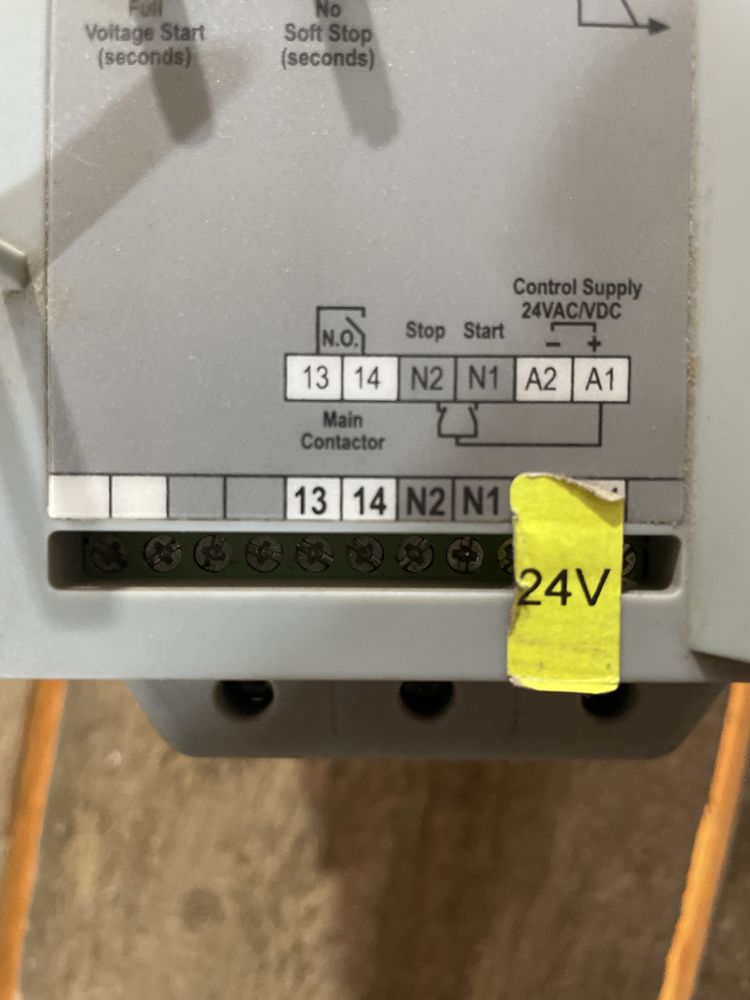 Full
Voltage Start
(seconds)
No
Soft Stop
(seconds)
Control Supply
24VAC/VDC
N.O.
Stop
Start
- +
13 14 N2 N1 A2 A1
Main
Contactor
13 14 N2 N1
24V